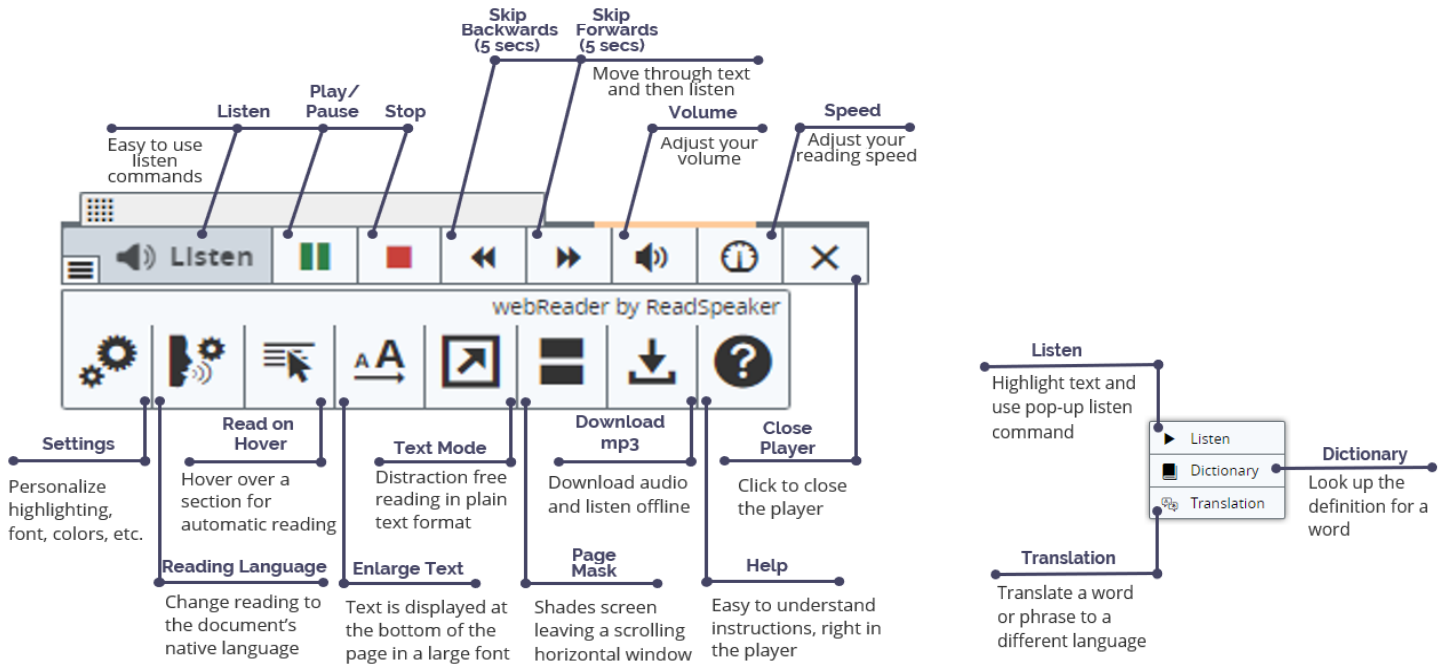 Skip
Backwards
(5 secs)
Skip
Forwards
(5 secs)
Move through text
and then listen
Listen
Play/
Pause
Stop
Easy to use
listen
commands
Volume
Adjust your
volume
Speed
Adjust your
reading speed
Listen
webReader by ReadSpeaker
A A
?
Settings
Personalize
highlighting,
font, colors, etc.
Read on
Hover
Hover over a
section for
automatic reading
Text Mode
Distraction free
reading in plain
text format
Download
mp3
Download audio
and listen offline
Close
Player
Click to close
the player
Reading Language
Change reading to
the document's
native language
Enlarge Text
Text is displayed at
the bottom of the
page in a large font
Page
Mask
Shades screen
leaving a scrolling
horizontal window
Help
Easy to understand
instructions, right in
the player
Listen
Highlight text and
use pop-up listen
command
Listen
Dictionary
Translation
Dictionary
Look up the
definition for a
word
Translation
Translate a word
or phrase to a
different language